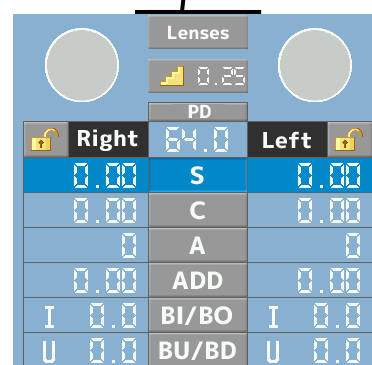 Lenses
0.25
PD
Right 64.0 Left
0.00 S 0.00
0.00 C 0.00
0 A 0
0.00 ADD 0.00
I 0.0 BI/BO I 0.0
U 0.0 BU/BD U 0.0